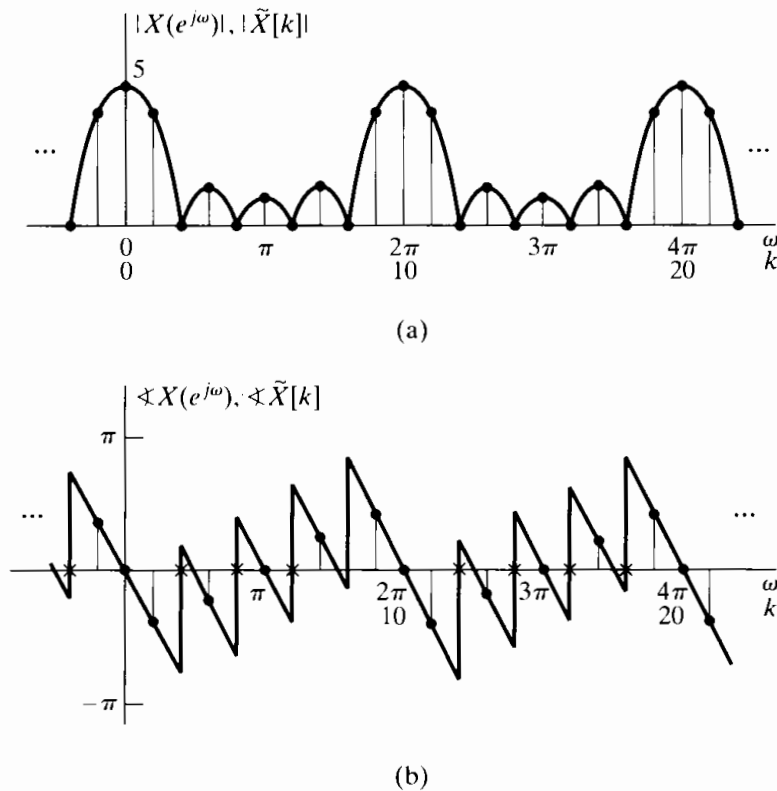 |X(e^{jω})|, |X̃[k]|
5
... ...
0 π 2π 3π 4π ω
0 10 20 k
(a)
∢X(e^{jω}), ∢X̃[k]
π
... ...
π 2π 3π 4π ω
10 20 k
−π
(b)